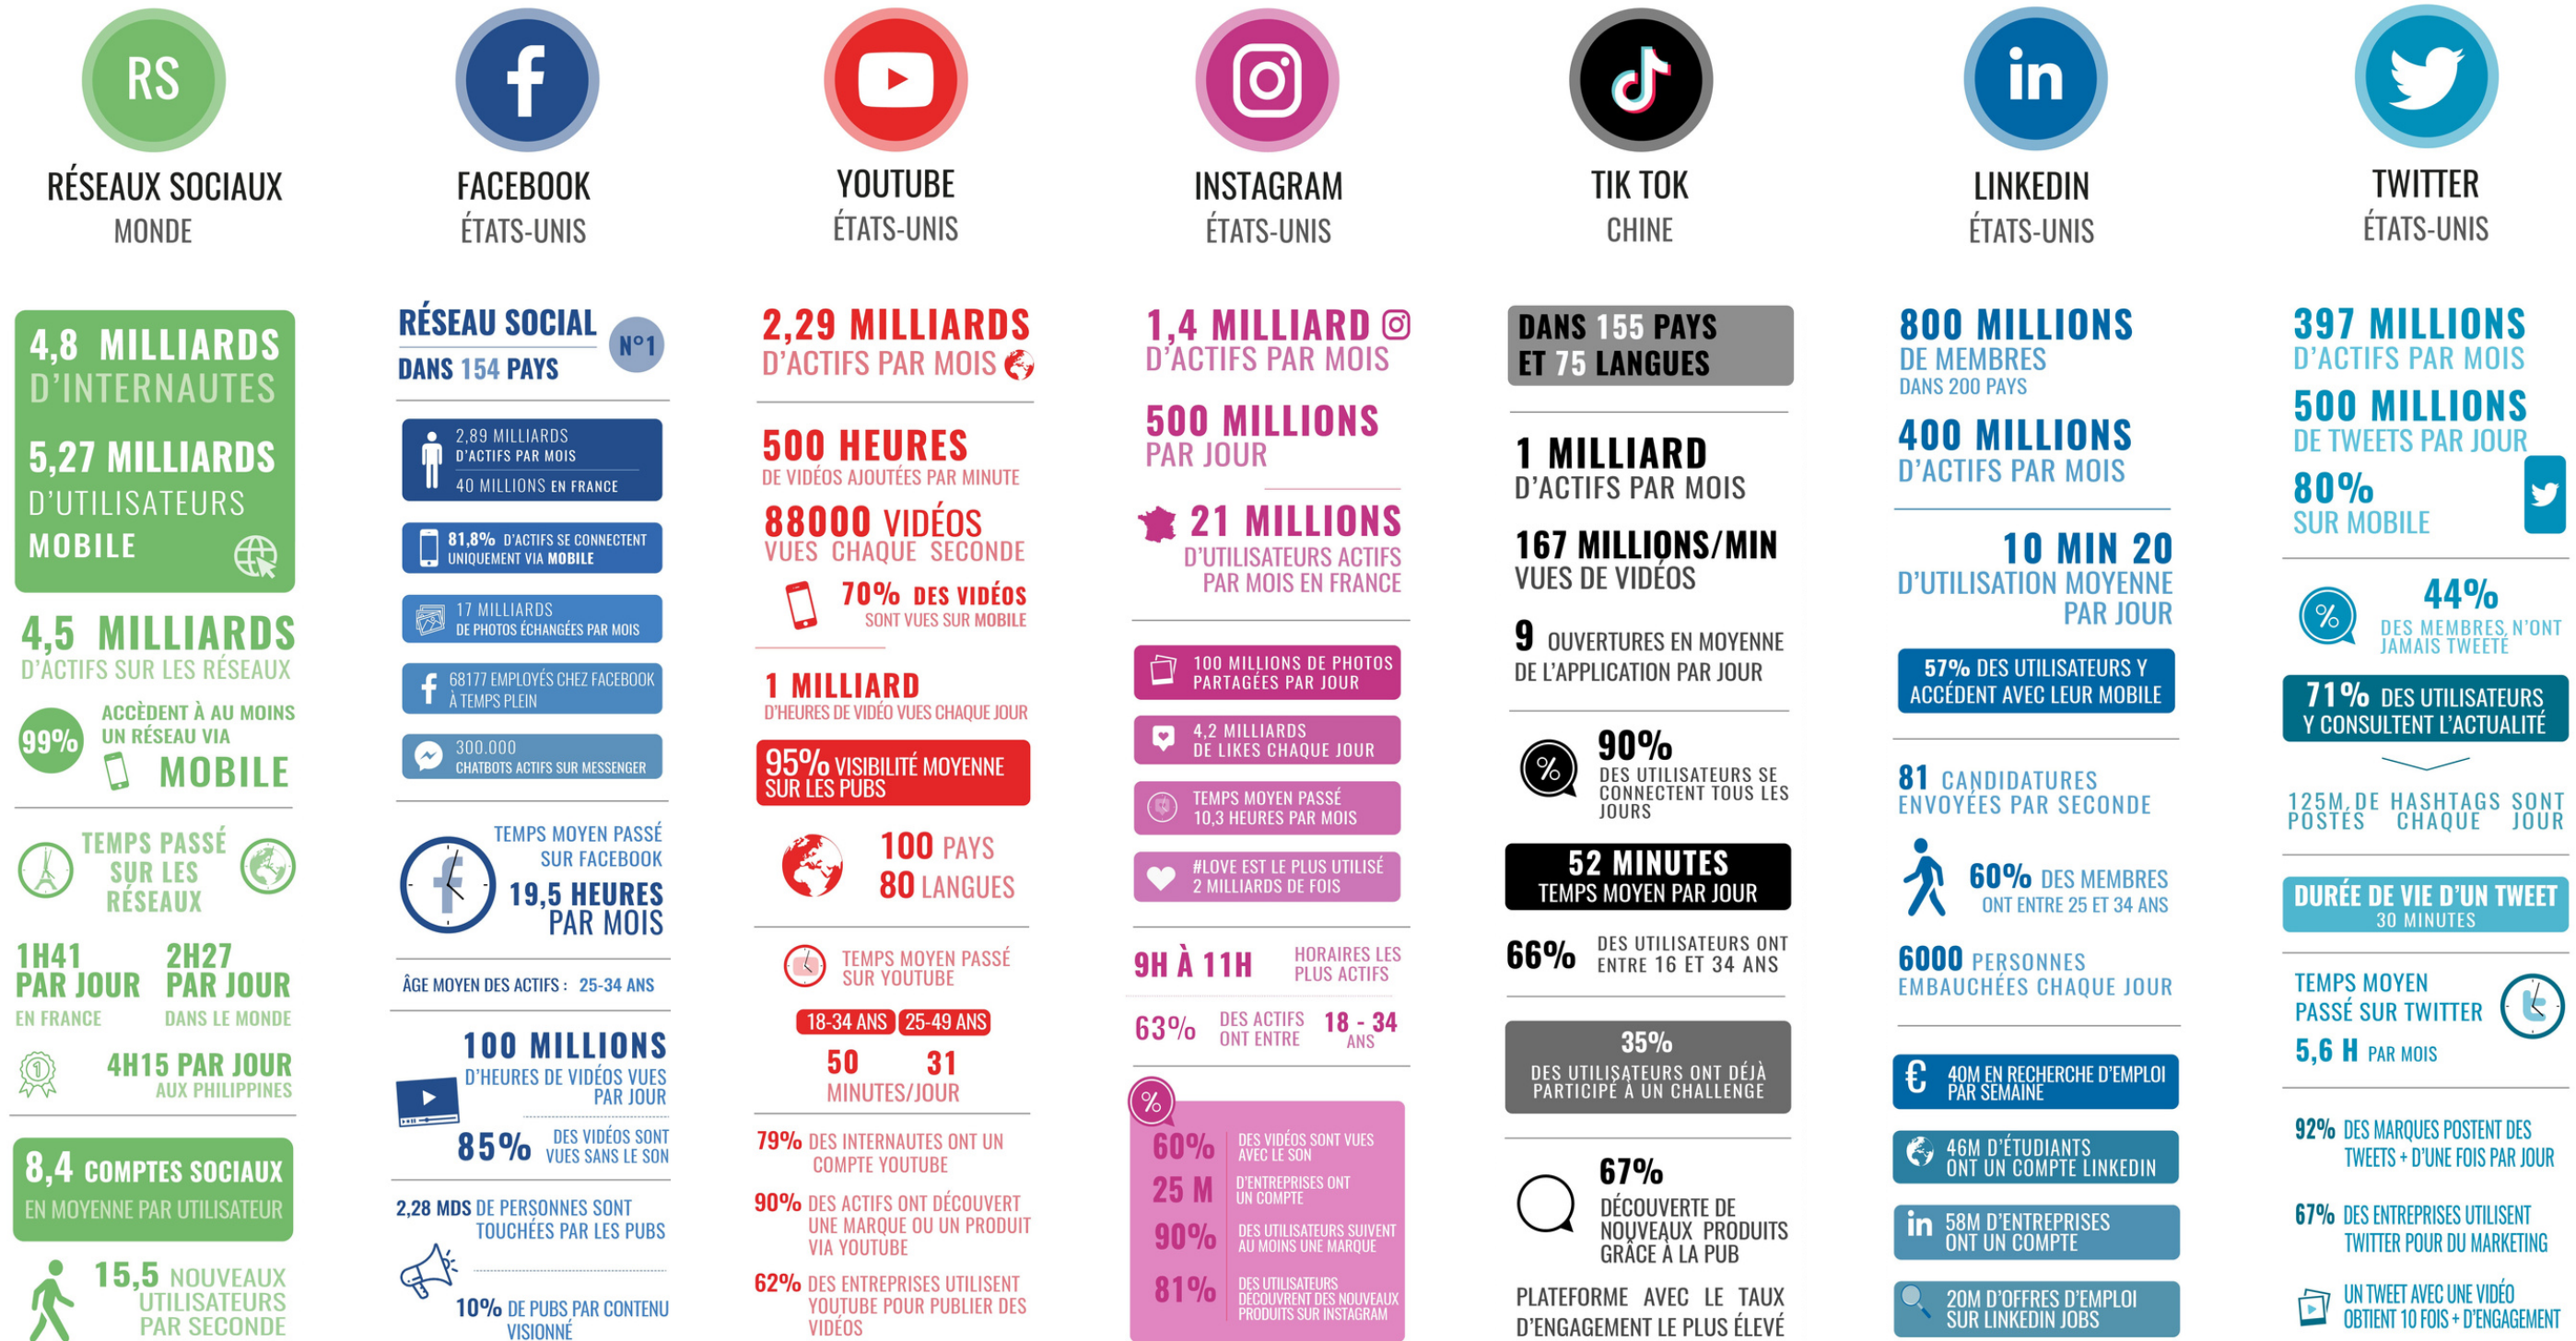 RS
RÉSEAUX SOCIAUX
MONDE
4,8 MILLIARDS
D'INTERNAUTES
5,27 MILLIARDS
D'UTILISATEURS
MOBILE
4,5 MILLIARDS
D'ACTIFS SUR LES RÉSEAUX
99%
ACCÈDENT À AU MOINS
UN RÉSEAU VIA
MOBILE
TEMPS PASSÉ
SUR LES
RÉSEAUX
1H41
PAR JOUR
EN FRANCE
2H27
PAR JOUR
DANS LE MONDE
1
4H15 PAR JOUR
AUX PHILIPPINES
8,4 COMPTES SOCIAUX
EN MOYENNE PAR UTILISATEUR
15,5 NOUVEAUX
UTILISATEURS
PAR SECONDE
FACEBOOK
ÉTATS-UNIS
RÉSEAU SOCIAL
N°1
DANS 154 PAYS
2,89 MILLIARDS
D'ACTIFS PAR MOIS
40 MILLIONS EN FRANCE
81,8% D'ACTIFS SE CONNECTENT
UNIQUEMENT VIA MOBILE
17 MILLIARDS
DE PHOTOS ÉCHANGÉES PAR MOIS
68177 EMPLOYÉS CHEZ FACEBOOK
À TEMPS PLEIN
300.000
CHATBOTS ACTIFS SUR MESSENGER
TEMPS MOYEN PASSÉ
SUR FACEBOOK
19,5 HEURES
PAR MOIS
ÂGE MOYEN DES ACTIFS : 25-34 ANS
100 MILLIONS
D'HEURES DE VIDÉOS VUES
PAR JOUR
85% DES VIDÉOS SONT
VUES SANS LE SON
2,28 MDS DE PERSONNES SONT
TOUCHÉES PAR LES PUBS
10% DE PUBS PAR CONTENU
VISIONNÉ
YOUTUBE
ÉTATS-UNIS
2,29 MILLIARDS
D'ACTIFS PAR MOIS
500 HEURES
DE VIDÉOS AJOUTÉES PAR MINUTE
88000 VIDÉOS
VUES CHAQUE SECONDE
70% DES VIDÉOS
SONT VUES SUR MOBILE
1 MILLIARD
D'HEURES DE VIDÉO VUES CHAQUE JOUR
95% VISIBILITÉ MOYENNE
SUR LES PUBS
100 PAYS
80 LANGUES
TEMPS MOYEN PASSÉ
SUR YOUTUBE
18-34 ANS 25-49 ANS
50 31
MINUTES/JOUR
79% DES INTERNAUTES ONT UN
COMPTE YOUTUBE
90% DES ACTIFS ONT DÉCOUVERT
UNE MARQUE OU UN PRODUIT
VIA YOUTUBE
62% DES ENTREPRISES UTILISENT
YOUTUBE POUR PUBLIER DES
VIDÉOS
INSTAGRAM
ÉTATS-UNIS
1,4 MILLIARD
D'ACTIFS PAR MOIS
500 MILLIONS
PAR JOUR
21 MILLIONS
D'UTILISATEURS ACTIFS
PAR MOIS EN FRANCE
100 MILLIONS DE PHOTOS
PARTAGÉES PAR JOUR
4,2 MILLIARDS
DE LIKES CHAQUE JOUR
TEMPS MOYEN PASSÉ
10,3 HEURES PAR MOIS
#LOVE EST LE PLUS UTILISÉ
2 MILLIARDS DE FOIS
9H À 11H HORAIRES LES
PLUS ACTIFS
63% DES ACTIFS
ONT ENTRE
18 - 34
ANS
%
60% DES VIDÉOS SONT VUES
AVEC LE SON
25 M D'ENTREPRISES ONT
UN COMPTE
90% DES UTILISATEURS SUIVENT
AU MOINS UNE MARQUE
81% DES UTILISATEURS
DÉCOUVRENT DES NOUVEAUX
PRODUITS SUR INSTAGRAM
TIK TOK
CHINE
DANS 155 PAYS
ET 75 LANGUES
1 MILLIARD
D'ACTIFS PAR MOIS
167 MILLIONS/MIN
VUES DE VIDÉOS
9 OUVERTURES EN MOYENNE
DE L'APPLICATION PAR JOUR
%
90%
DES UTILISATEURS SE
CONNECTENT TOUS LES
JOURS
52 MINUTES
TEMPS MOYEN PAR JOUR
66% DES UTILISATEURS ONT
ENTRE 16 ET 34 ANS
35%
DES UTILISATEURS ONT DÉJÀ
PARTICIPÉ À UN CHALLENGE
67%
DÉCOUVERTE DE
NOUVEAUX PRODUITS
GRÂCE À LA PUB
PLATEFORME AVEC LE TAUX
D'ENGAGEMENT LE PLUS ÉLEVÉ
in
LINKEDIN
ÉTATS-UNIS
800 MILLIONS
DE MEMBRES
DANS 200 PAYS
400 MILLIONS
D'ACTIFS PAR MOIS
10 MIN 20
D'UTILISATION MOYENNE
PAR JOUR
57% DES UTILISATEURS Y
ACCÉDENT AVEC LEUR MOBILE
81 CANDIDATURES
ENVOYÉES PAR SECONDE
60% DES MEMBRES
ONT ENTRE 25 ET 34 ANS
6000 PERSONNES
EMBAUCHÉES CHAQUE JOUR
€ 40M EN RECHERCHE D'EMPLOI
PAR SEMAINE
46M D'ÉTUDIANTS
ONT UN COMPTE LINKEDIN
in 58M D'ENTREPRISES
ONT UN COMPTE
20M D'OFFRES D'EMPLOI
SUR LINKEDIN JOBS
TWITTER
ÉTATS-UNIS
397 MILLIONS
D'ACTIFS PAR MOIS
500 MILLIONS
DE TWEETS PAR JOUR
80%
SUR MOBILE
%
44%
DES MEMBRES N'ONT
JAMAIS TWEETÉ
71% DES UTILISATEURS
Y CONSULTENT L'ACTUALITÉ
125M DE HASHTAGS SONT
POSTÉS CHAQUE JOUR
DURÉE DE VIE D'UN TWEET
30 MINUTES
TEMPS MOYEN
PASSÉ SUR TWITTER
5,6 H PAR MOIS
92% DES MARQUES POSTENT DES
TWEETS + D'UNE FOIS PAR JOUR
67% DES ENTREPRISES UTILISENT
TWITTER POUR DU MARKETING
UN TWEET AVEC UNE VIDÉO
OBTIENT 10 FOIS + D'ENGAGEMENT